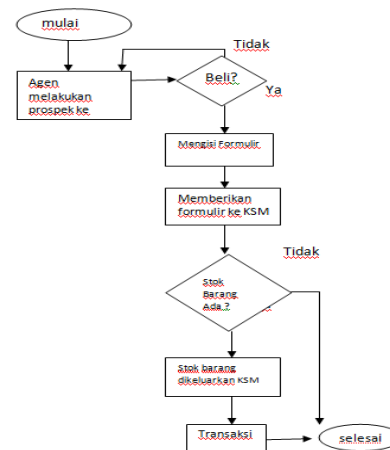 mulai
Tidak
Agen
melakukan
prospek ke
Beli?
Ya
Mengisi Formulir
Memberikan
formulir ke KSM
Tidak
Stok
Barang
Ada ?
Stok barang
dikeluarkan KSM
Transaksi
selesai